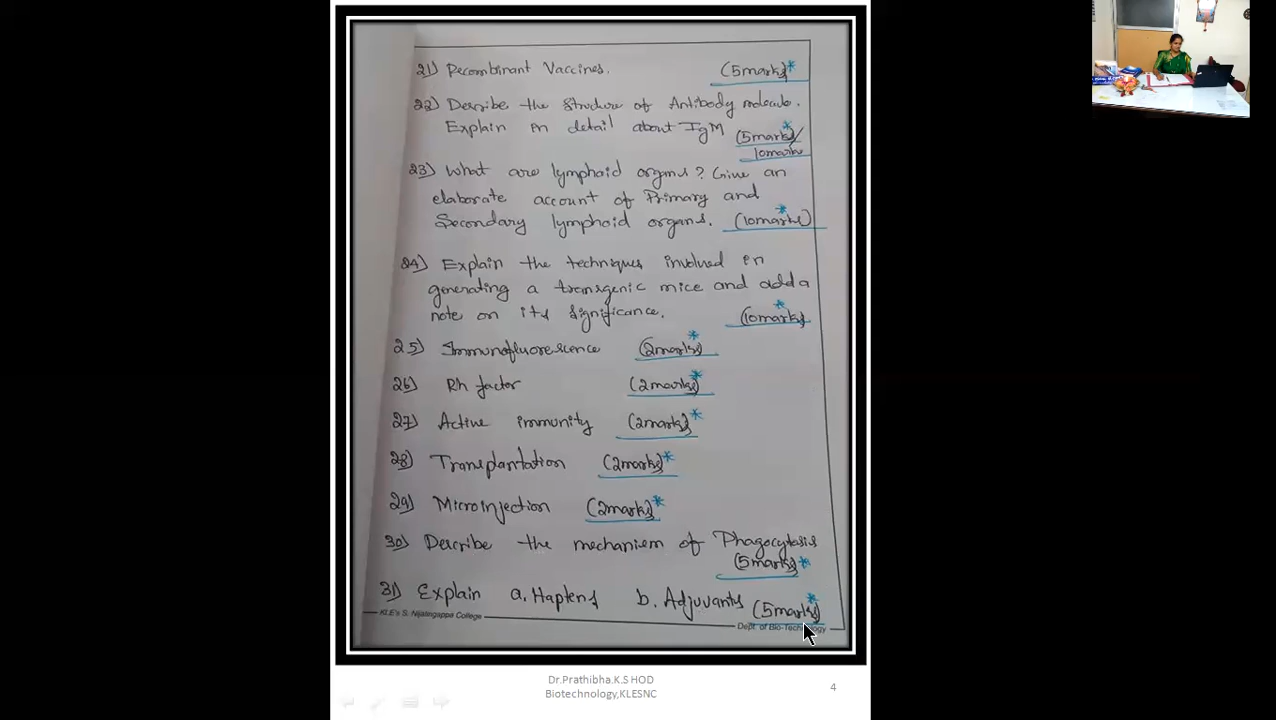 21) Recombinant Vaccines. (5marks)*
22) Describe the structure of Antibody molecule.
Explain in detail about IgM (5marks)*/
10marks
23) What are lymphoid organs? Give an
elaborate account of Primary and
Secondary lymphoid organs. (10marks)*
24) Explain the techniques involved in
generating a transgenic mice and add a
note on its significance. (10marks)*
25) Immunofluorescence (2marks)*
26) Rh factor (2marks)*
27) Active immunity (2marks)*
28) Transplantation (2marks)*
29) Microinjection (2marks)*
30) Describe the mechanism of Phagocytosis
(5marks)*
31) Explain a. Haptens b. Adjuvants (5marks)*
KLE's S. Nijalingappa College
Dept. of Bio-Technology
Dr.Prathibha.K.S HOD
Biotechnology,KLESNC
4